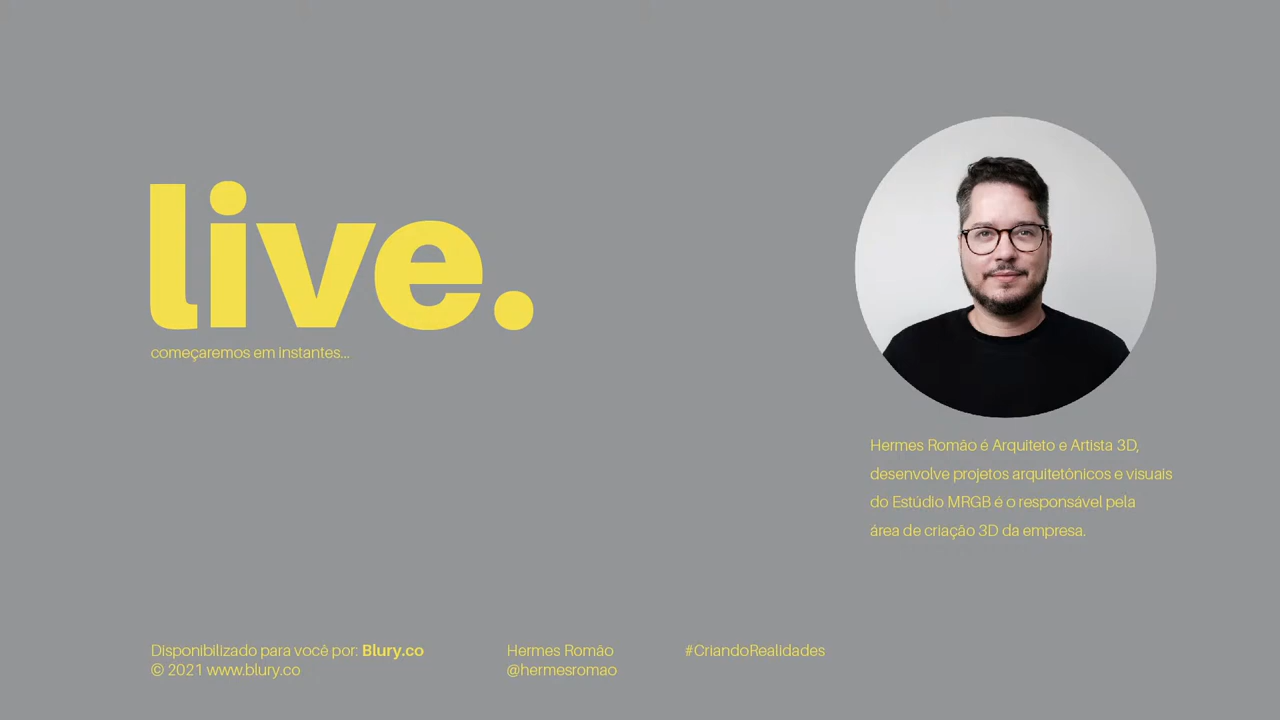 live.
começaremos em instantes...
Hermes Romão é Arquiteto e Artista 3D,
desenvolve projetos arquitetônicos e visuais
do Estúdio MRGB é o responsável pela
área de criação 3D da empresa.
Disponibilizado para você por: Blury.co
© 2021 www.blury.co
Hermes Romão
@hermesromao
#CriandoRealidades